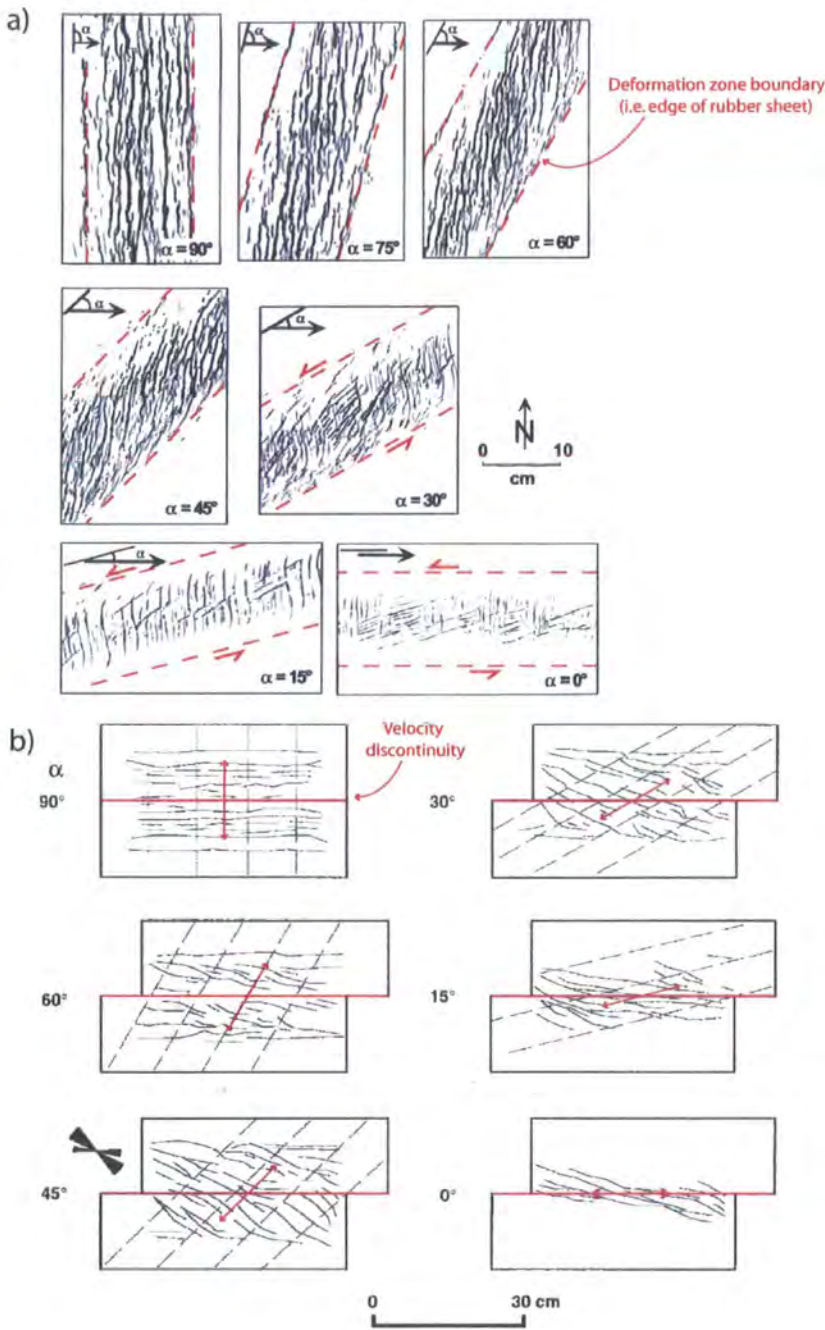 a)
α
α
α
Deformation zone boundary
(i.e. edge of rubber sheet)
α = 90°
α = 75°
α = 60°
α
α
N
0 10
cm
α = 45°
α = 30°
α
α = 15°
α = 0°
b)
Velocity
discontinuity
α
90°
30°
60°
15°
45°
0°
0 30 cm